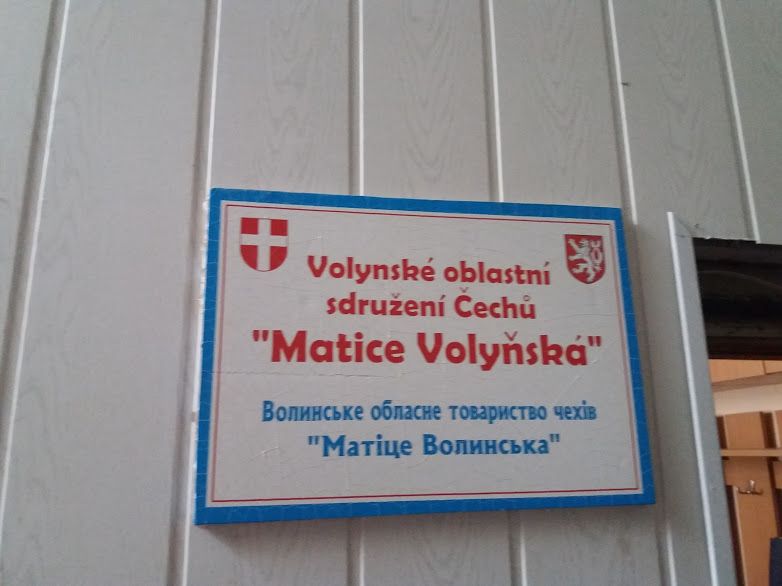 Volynské oblastní
sdružení Čechů
"Matice Volyňská"
Волинське обласне товариство чехів
"Матіце Волинська"